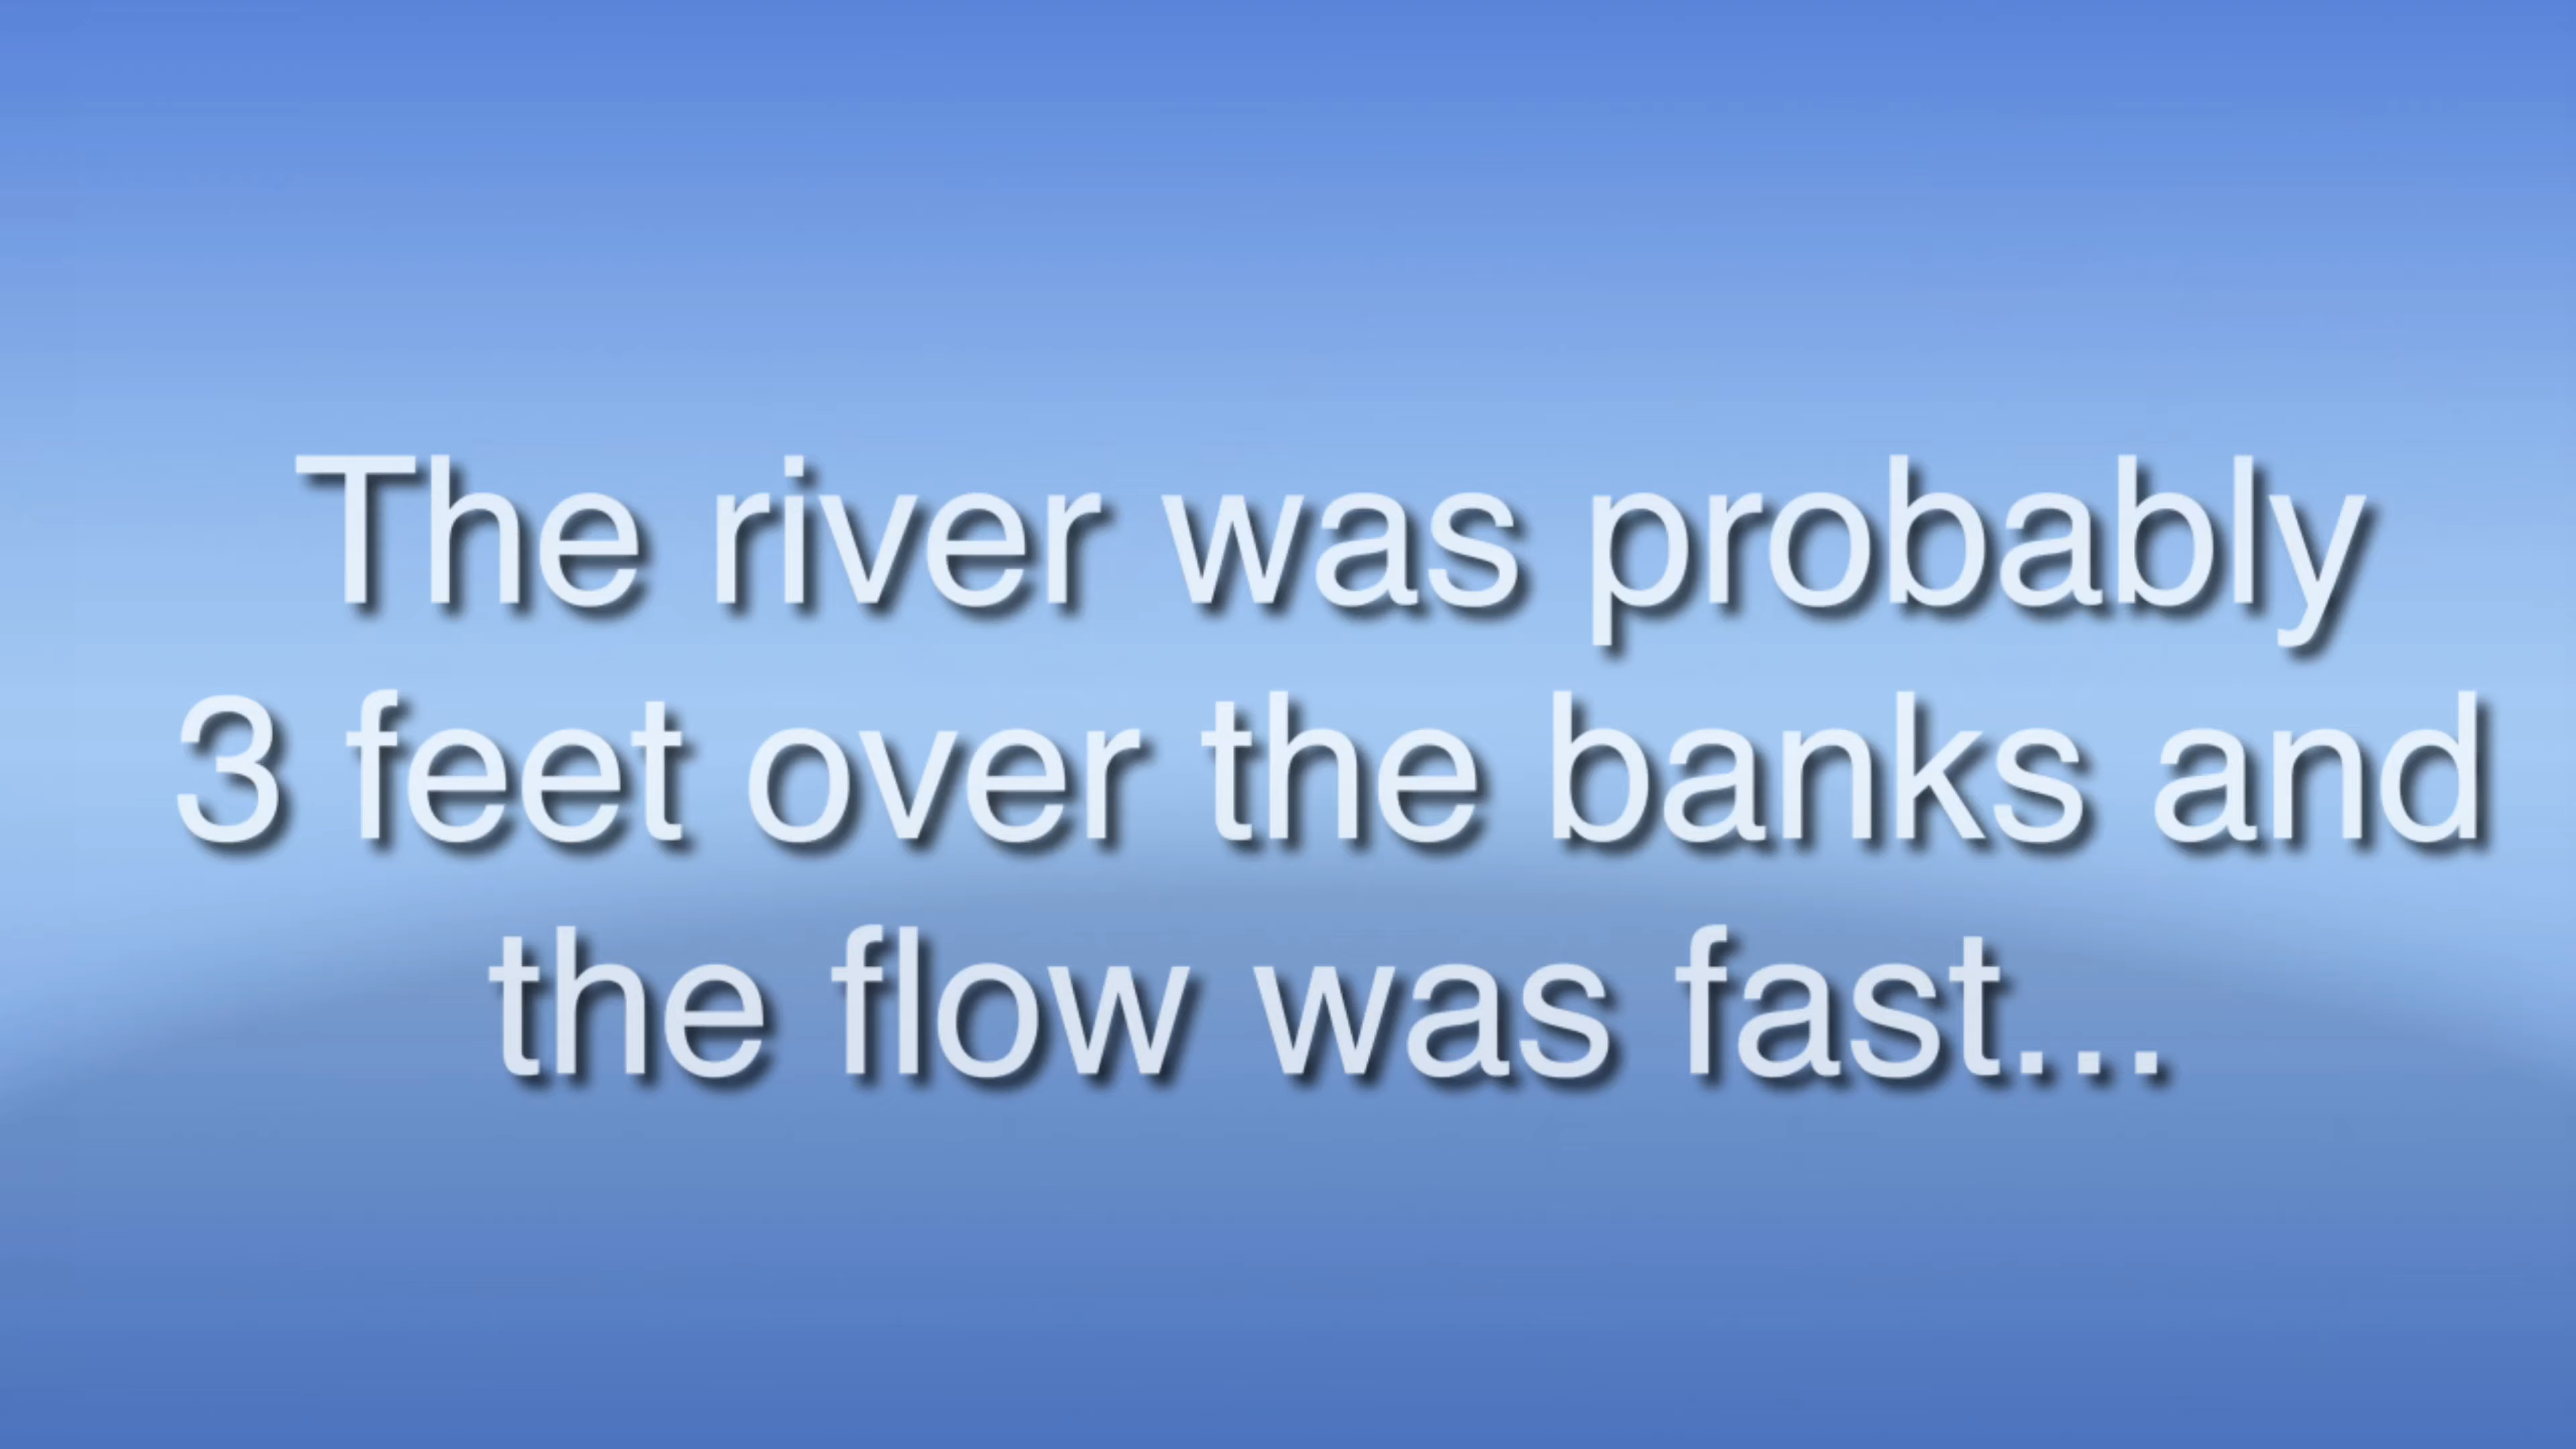 The river was probably
3 feet over the banks and
the flow was fast...